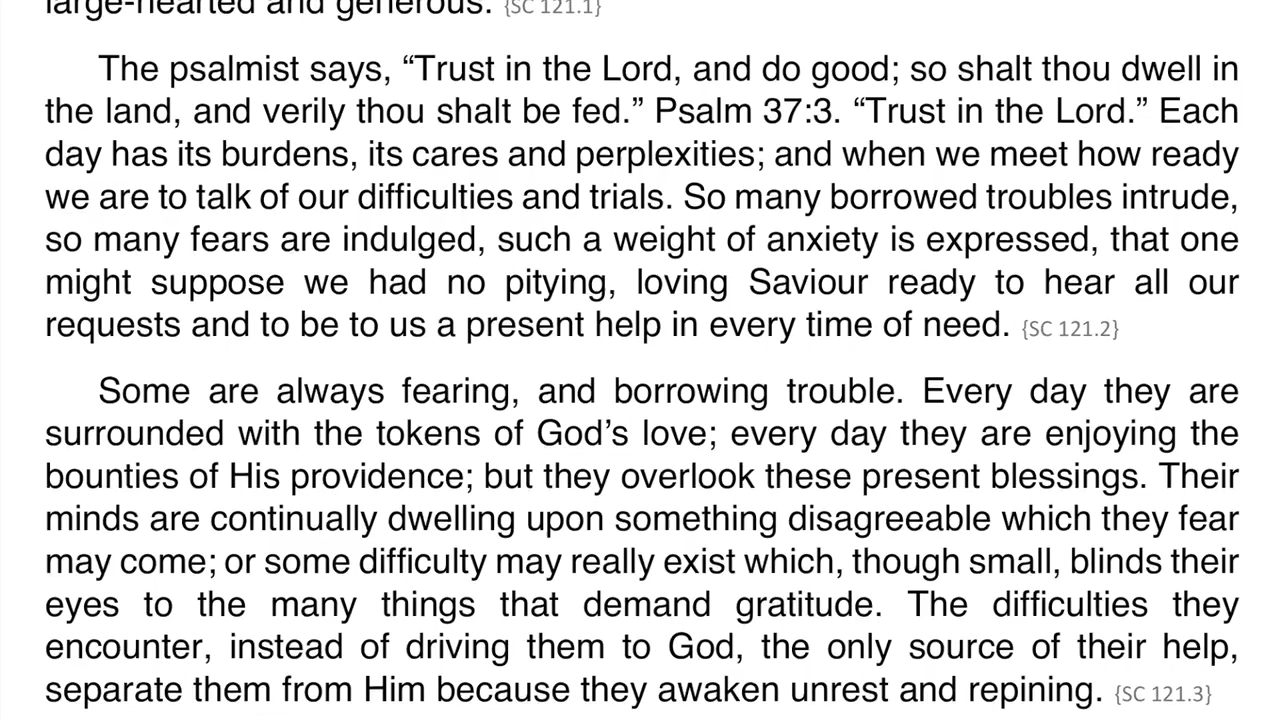 large-hearted and generous. {SC 121.1}
The psalmist says, “Trust in the Lord, and do good; so shalt thou dwell in
the land, and verily thou shalt be fed.” Psalm 37:3. “Trust in the Lord.” Each
day has its burdens, its cares and perplexities; and when we meet how ready
we are to talk of our difficulties and trials. So many borrowed troubles intrude,
so many fears are indulged, such a weight of anxiety is expressed, that one
might suppose we had no pitying, loving Saviour ready to hear all our
requests and to be to us a present help in every time of need. {SC 121.2}
Some are always fearing, and borrowing trouble. Every day they are
surrounded with the tokens of God’s love; every day they are enjoying the
bounties of His providence; but they overlook these present blessings. Their
minds are continually dwelling upon something disagreeable which they fear
may come; or some difficulty may really exist which, though small, blinds their
eyes to the many things that demand gratitude. The difficulties they
encounter, instead of driving them to God, the only source of their help,
separate them from Him because they awaken unrest and repining. {SC 121.3}